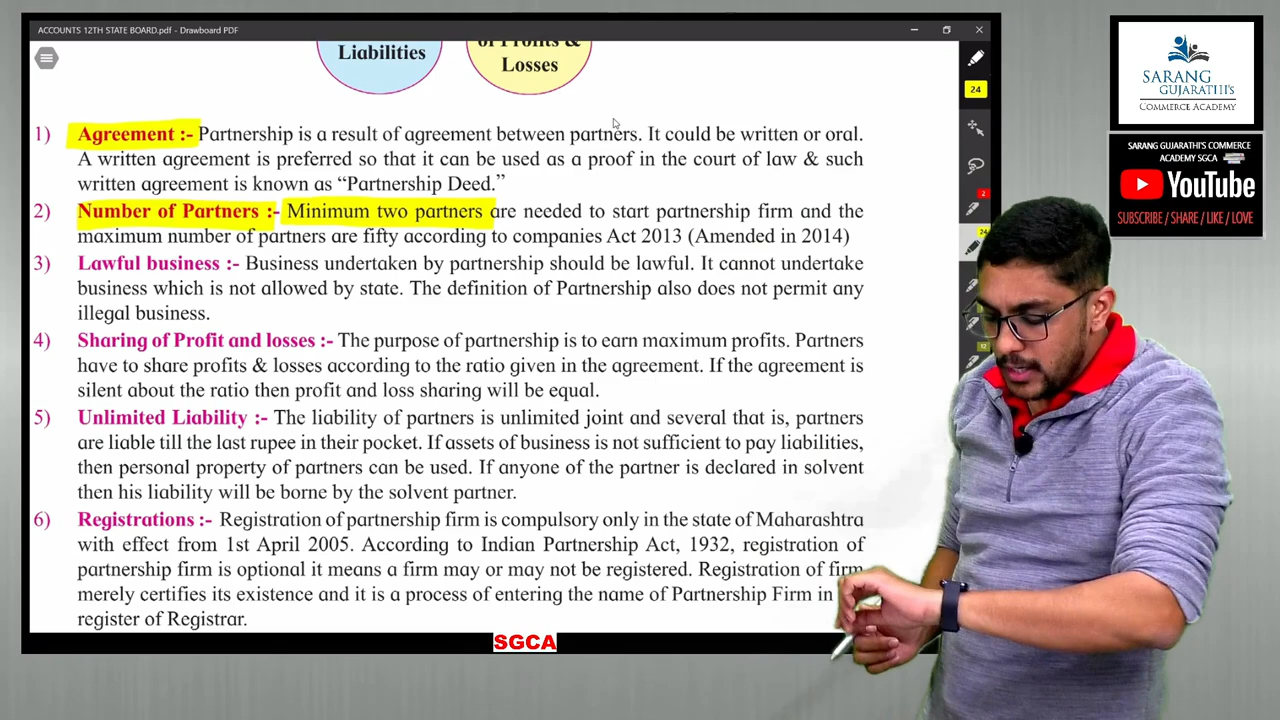 ACCOUNTS 12TH STATE BOARD.pdf - Drawboard PDF
Liabilities
of Profits &
Losses
24
1) Agreement :- Partnership is a result of agreement between partners. It could be written or oral.
A written agreement is preferred so that it can be used as a proof in the court of law & such
written agreement is known as “Partnership Deed.”
2) Number of Partners :- Minimum two partners are needed to start partnership firm and the
maximum number of partners are fifty according to companies Act 2013 (Amended in 2014)
3) Lawful business :- Business undertaken by partnership should be lawful. It cannot undertake
business which is not allowed by state. The definition of Partnership also does not permit any
illegal business.
4) Sharing of Profit and losses :- The purpose of partnership is to earn maximum profits. Partners
have to share profits & losses according to the ratio given in the agreement. If the agreement is
silent about the ratio then profit and loss sharing will be equal.
5) Unlimited Liability :- The liability of partners is unlimited joint and several that is, partners
are liable till the last rupee in their pocket. If assets of business is not sufficient to pay liabilities,
then personal property of partners can be used. If anyone of the partner is declared in solvent
then his liability will be borne by the solvent partner.
6) Registrations :- Registration of partnership firm is compulsory only in the state of Maharashtra
with effect from 1st April 2005. According to Indian Partnership Act, 1932, registration of
partnership firm is optional it means a firm may or may not be registered. Registration of firm
merely certifies its existence and it is a process of entering the name of Partnership Firm in
register of Registrar.
2
24
12
SGCA
SARANG
GUJARATHI'S
COMMERCE ACADEMY
SARANG GUJARATHI'S COMMERCE
ACADEMY SGCA
YouTube
SUBSCRIBE / SHARE / LIKE / LOVE